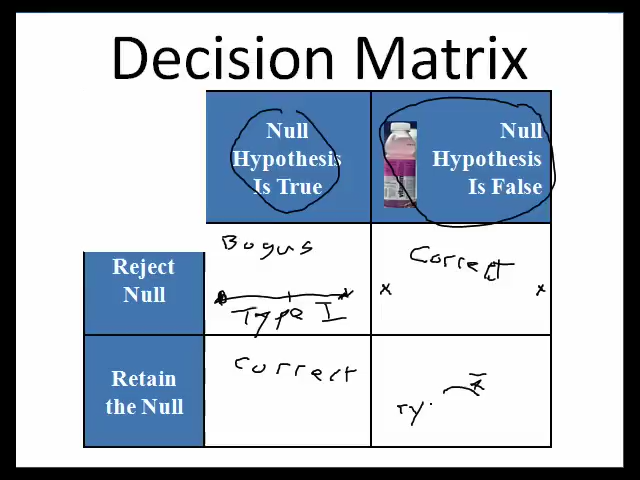 Decision Matrix
Null
Hypothesis
Is True
Null
Hypothesis
Is False
Reject
Null
Bogus
Type I
Correct
Retain
the Null
Correct
Ty